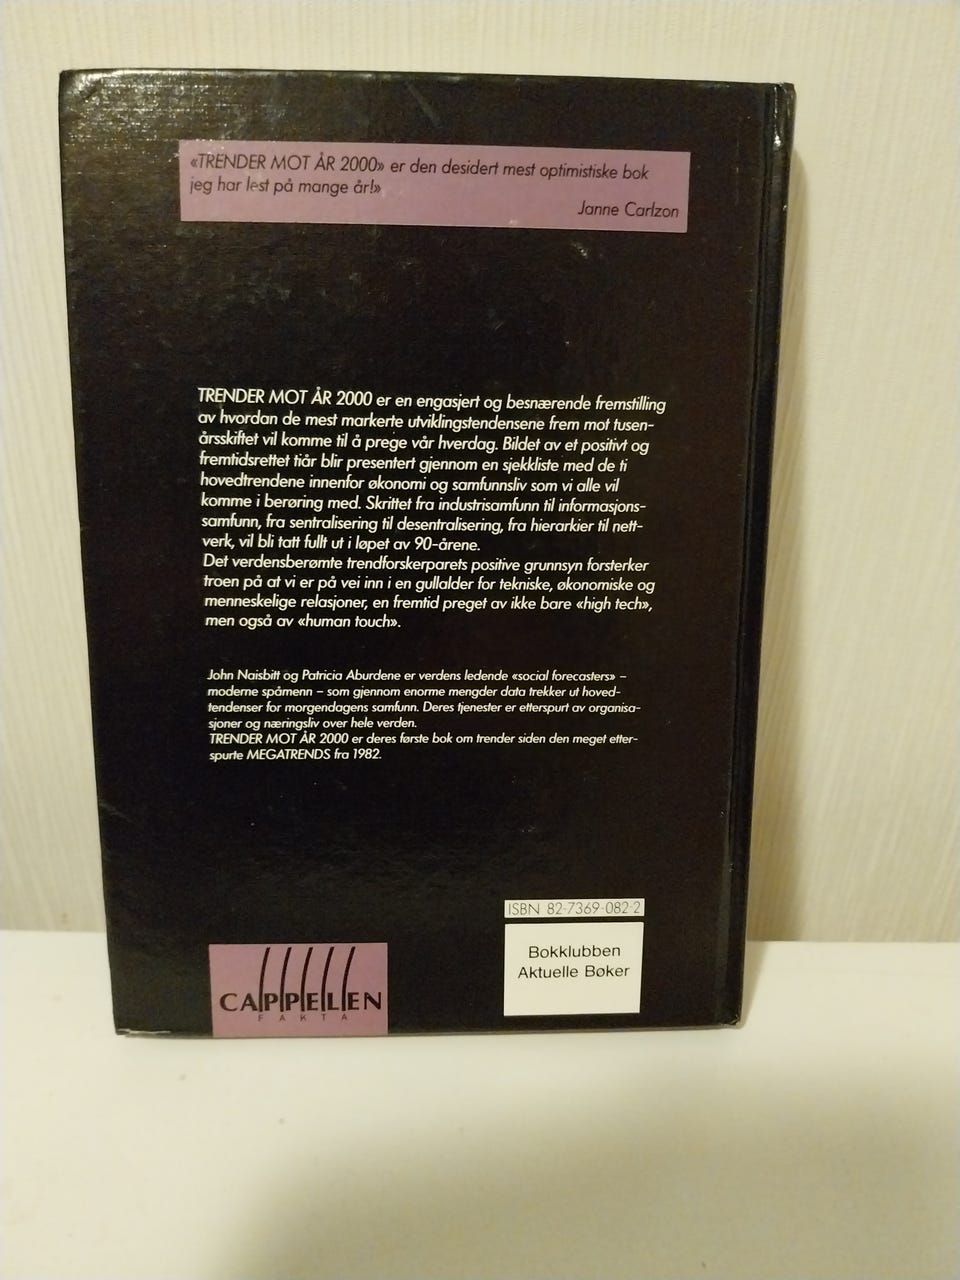 «TRENDER MOT ÅR 2000» er den desidert mest optimistiske bok
jeg har lest på mange år!»
Janne Carlzon
TRENDER MOT ÅR 2000 er en engasjert og besnærende fremstilling
av hvordan de mest markerte utviklingstendensene frem mot tusen-
årsskiftet vil komme til å prege vår hverdag. Bildet av et positivt og
fremtidsrettet tiår blir presentert gjennom en sjekkliste med de ti
hovedtrendene innenfor økonomi og samfunnsliv som vi alle vil
komme i berøring med. Skrittet fra industrisamfunn til informasjons-
samfunn, fra sentralisering til desentralisering, fra hierarkier til nett-
verk, vil bli tatt fullt ut i løpet av 90-årene.
Det verdensberømte trendforskerparets positive grunnsyn forsterker
troen på at vi er på vei inn i en gullalder for tekniske, økonomiske og
menneskelige relasjoner, en fremtid preget av ikke bare «high tech»,
men også av «human touch».
John Naisbitt og Patricia Aburdene er verdens ledende «social forecasters» –
moderne spåmenn – som gjennom enorme mengder data trekker ut hoved-
tendenser for morgendagens samfunn. Deres tjenester er etterspurt av organisa-
sjoner og næringsliv over hele verden.
TRENDER MOT ÅR 2000 er deres første bok om trender siden den meget etter-
spurte MEGATRENDS fra 1982.
ISBN 82-7369-082-2
Bokklubben
Aktuelle Bøker
CAPPELEN
FAKTA